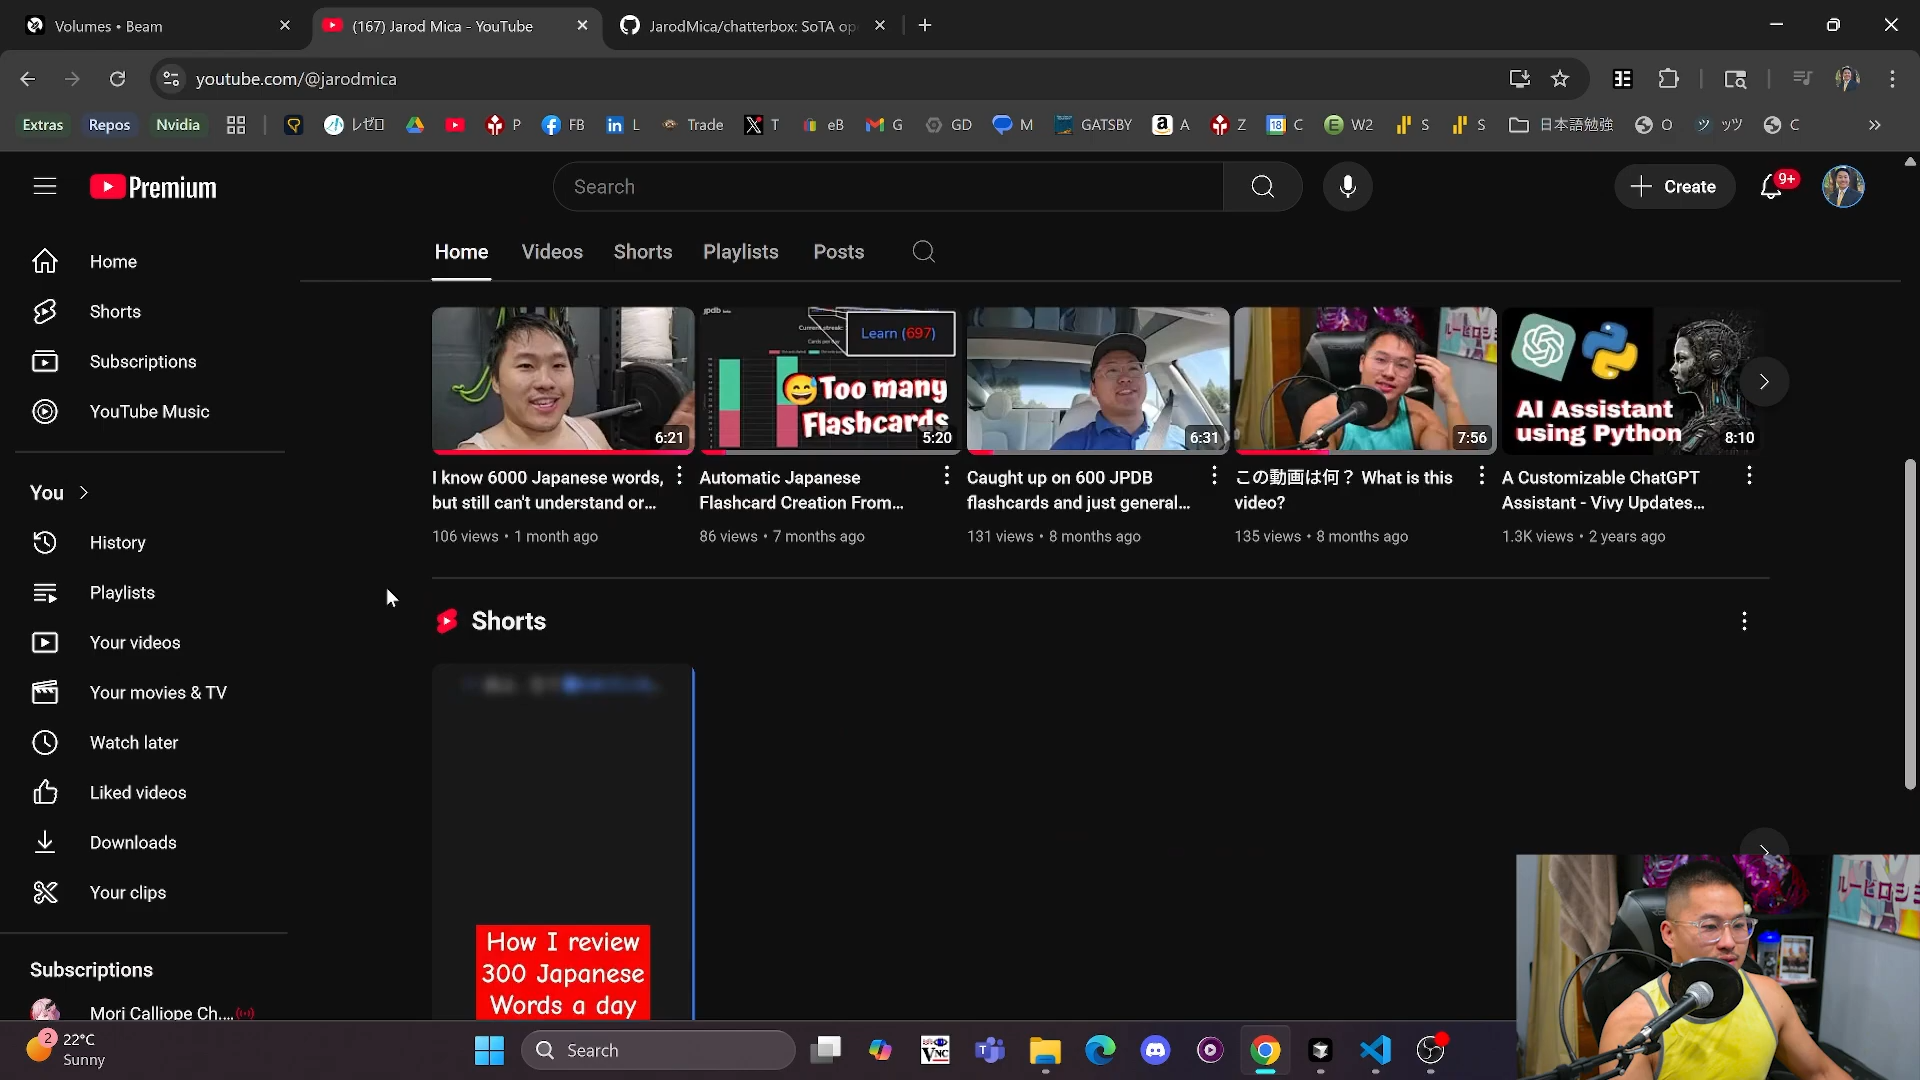 Volumes • Beam
(167) Jarod Mica - YouTube
JarodMica/chatterbox: SoTA op
youtube.com/@jarodmica
Extras
Repos
Nvidia
レゼロ
P
FB
L
Trade
T
eB
G
GD
M
GATSBY
A
Z
18
C
W2
S
S
日本語勉強
O
ッツ
C
Premium
Search
Create
9+
Home
Videos
Shorts
Playlists
Posts
Home
Shorts
Subscriptions
YouTube Music
You
History
Playlists
Your videos
Your movies & TV
Watch later
Liked videos
Downloads
Your clips
Subscriptions
Mori Calliope Ch....
6:21
I know 6000 Japanese words,
but still can't understand or...
106 views • 1 month ago
jpdb
Learn (697)
Too many
Flashcards
5:20
Automatic Japanese
Flashcard Creation From...
86 views • 7 months ago
6:31
Caught up on 600 JPDB
flashcards and just general...
131 views • 8 months ago
7:56
この動画は何？ What is this
video?
135 views • 8 months ago
AI Assistant
using Python
8:10
A Customizable ChatGPT
Assistant - Vivy Updates...
1.3K views • 2 years ago
Shorts
How I review
300 Japanese
Words a day
2
22°C
Sunny
Search
VNC